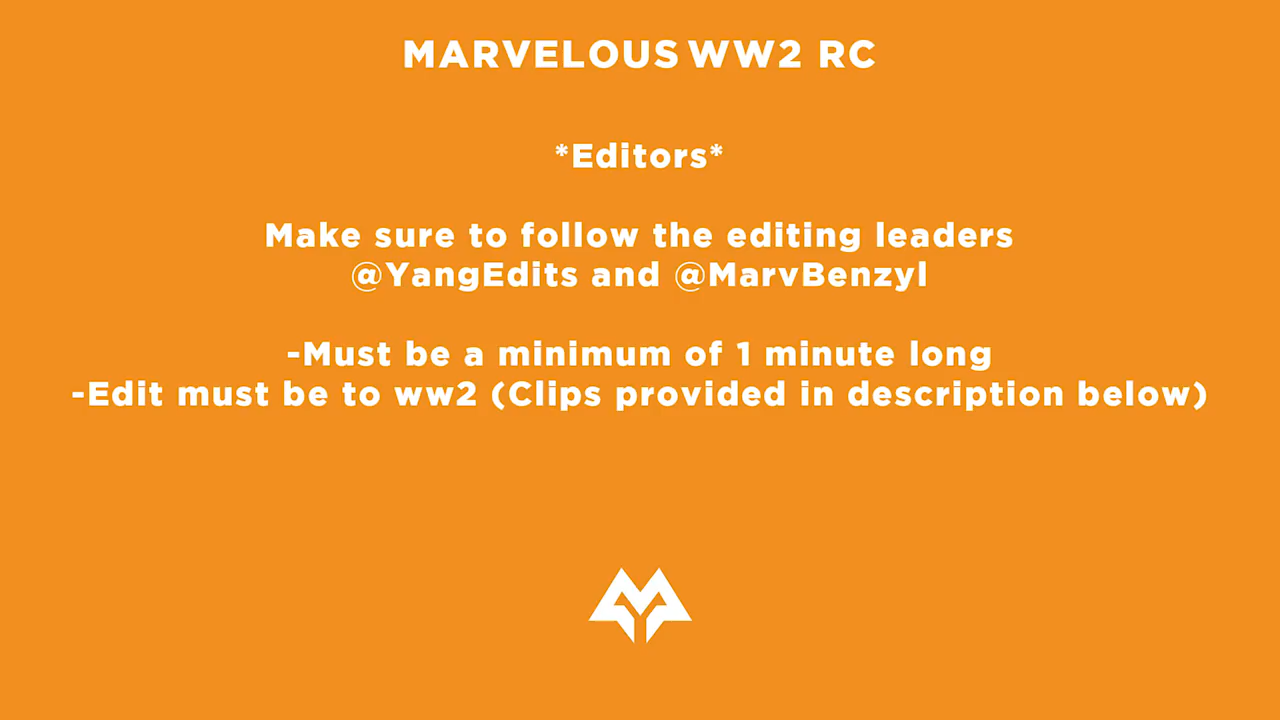 MARVELOUS WW2 RC
*Editors*
Make sure to follow the editing leaders
@YangEdits and @MarvBenzyl
-Must be a minimum of 1 minute long
-Edit must be to ww2 (Clips provided in description below)